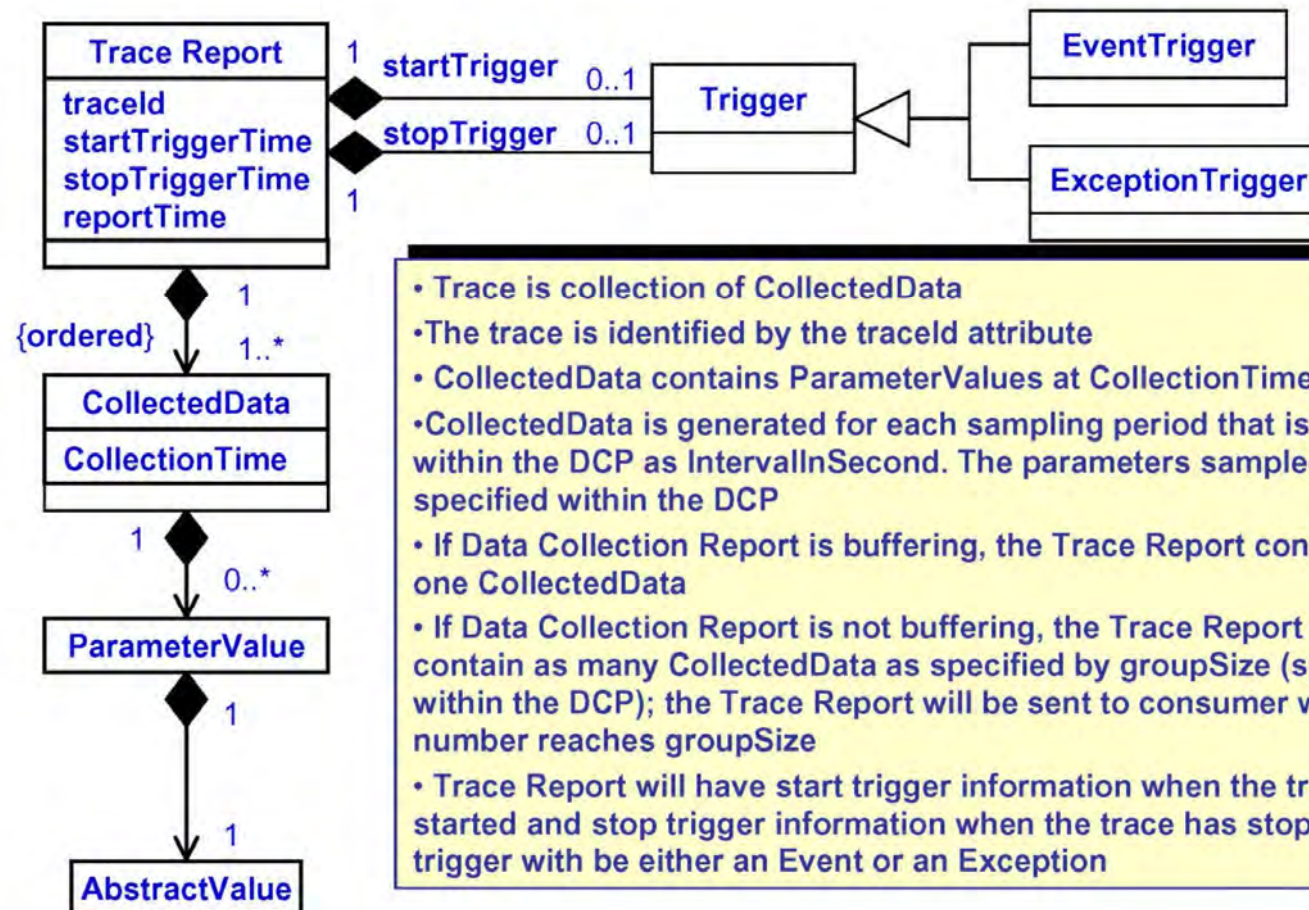 Trace Report
traceId
startTriggerTime
stopTriggerTime
reportTime
1
startTrigger
0..1
stopTrigger
0..1
1
Trigger
EventTrigger
ExceptionTrigger
1
{ordered}
1..*
CollectedData
CollectionTime
1
0..*
ParameterValue
1
1
AbstractValue
• Trace is collection of CollectedData
•The trace is identified by the traceId attribute
• CollectedData contains ParameterValues at CollectionTime
•CollectedData is generated for each sampling period that is
within the DCP as IntervalInSecond. The parameters sample
specified within the DCP
• If Data Collection Report is buffering, the Trace Report con
one CollectedData
• If Data Collection Report is not buffering, the Trace Report
contain as many CollectedData as specified by groupSize (s
within the DCP); the Trace Report will be sent to consumer w
number reaches groupSize
• Trace Report will have start trigger information when the tr
started and stop trigger information when the trace has stop
trigger with be either an Event or an Exception